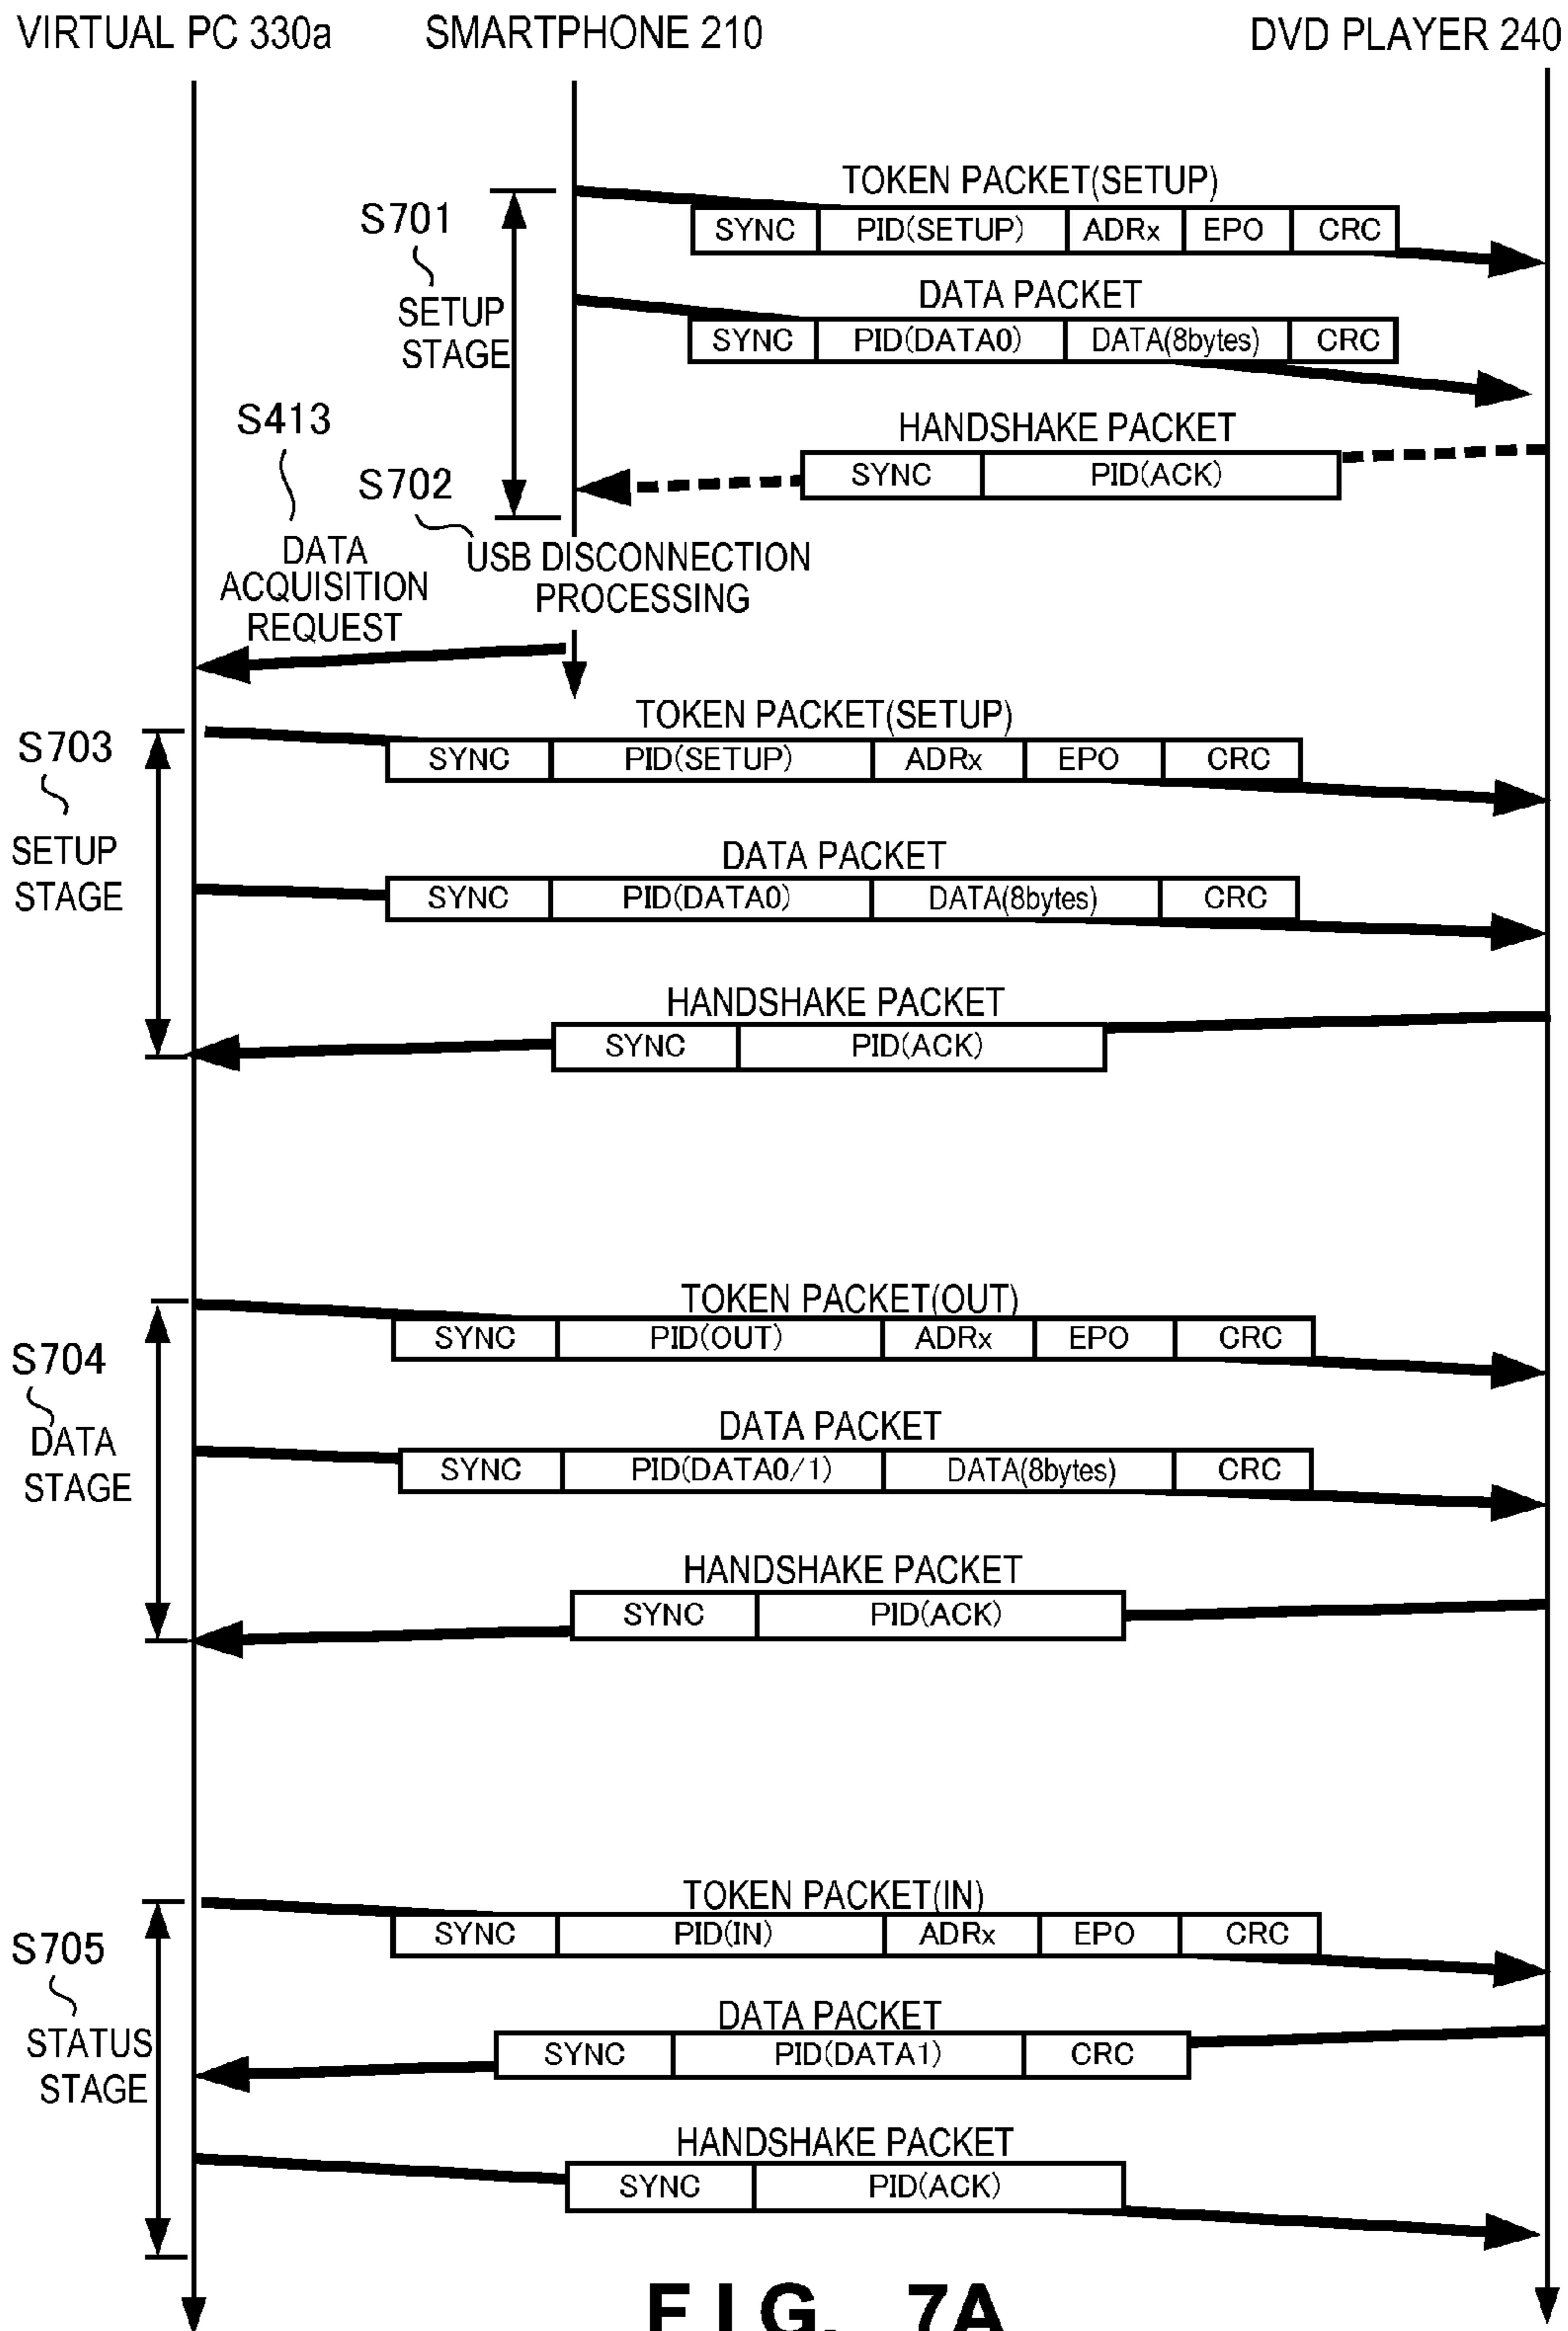 VIRTUAL PC 330a SMARTPHONE 210 DVD PLAYER 240
TOKEN PACKET(SETUP)
S701
SETUP
STAGE
SYNC PID(SETUP) ADRx EPO CRC
DATA PACKET
SYNC PID(DATA0) DATA(8bytes) CRC
HANDSHAKE PACKET
SYNC PID(ACK)
S413
DATA
ACQUISITION
REQUEST
S702
USB DISCONNECTION
PROCESSING
S703
SETUP
STAGE
TOKEN PACKET(SETUP)
SYNC PID(SETUP) ADRx EPO CRC
DATA PACKET
SYNC PID(DATA0) DATA(8bytes) CRC
HANDSHAKE PACKET
SYNC PID(ACK)
S704
DATA
STAGE
TOKEN PACKET(OUT)
SYNC PID(OUT) ADRx EPO CRC
DATA PACKET
SYNC PID(DATA0/1) DATA(8bytes) CRC
HANDSHAKE PACKET
SYNC PID(ACK)
S705
STATUS
STAGE
TOKEN PACKET(IN)
SYNC PID(IN) ADRx EPO CRC
DATA PACKET
SYNC PID(DATA1) CRC
HANDSHAKE PACKET
SYNC PID(ACK)
FIG. 7A